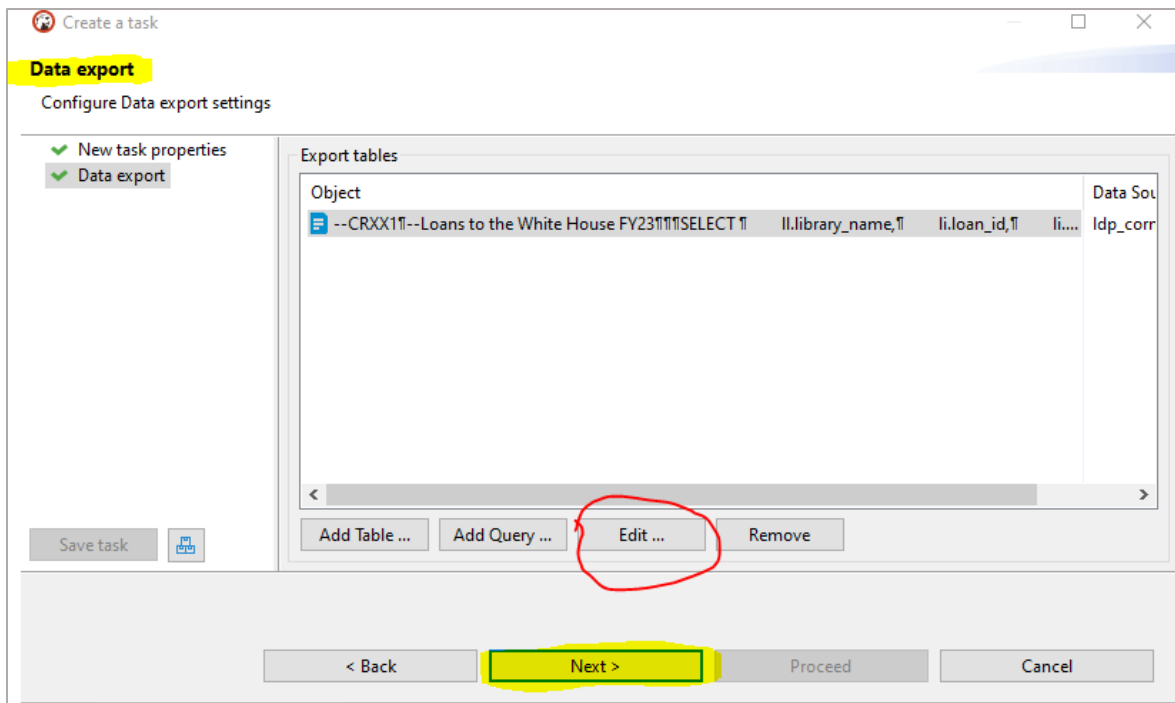 Create a task
Data export
Configure Data export settings
New task properties
Data export
Export tables
Object Data Sou
--CRXX1¶--Loans to the White House FY23¶¶¶SELECT ¶ ll.library_name,¶ li.loan_id,¶ li.... ldp_corr
Add Table ... Add Query ... Edit ... Remove
Save task
< Back Next > Proceed Cancel